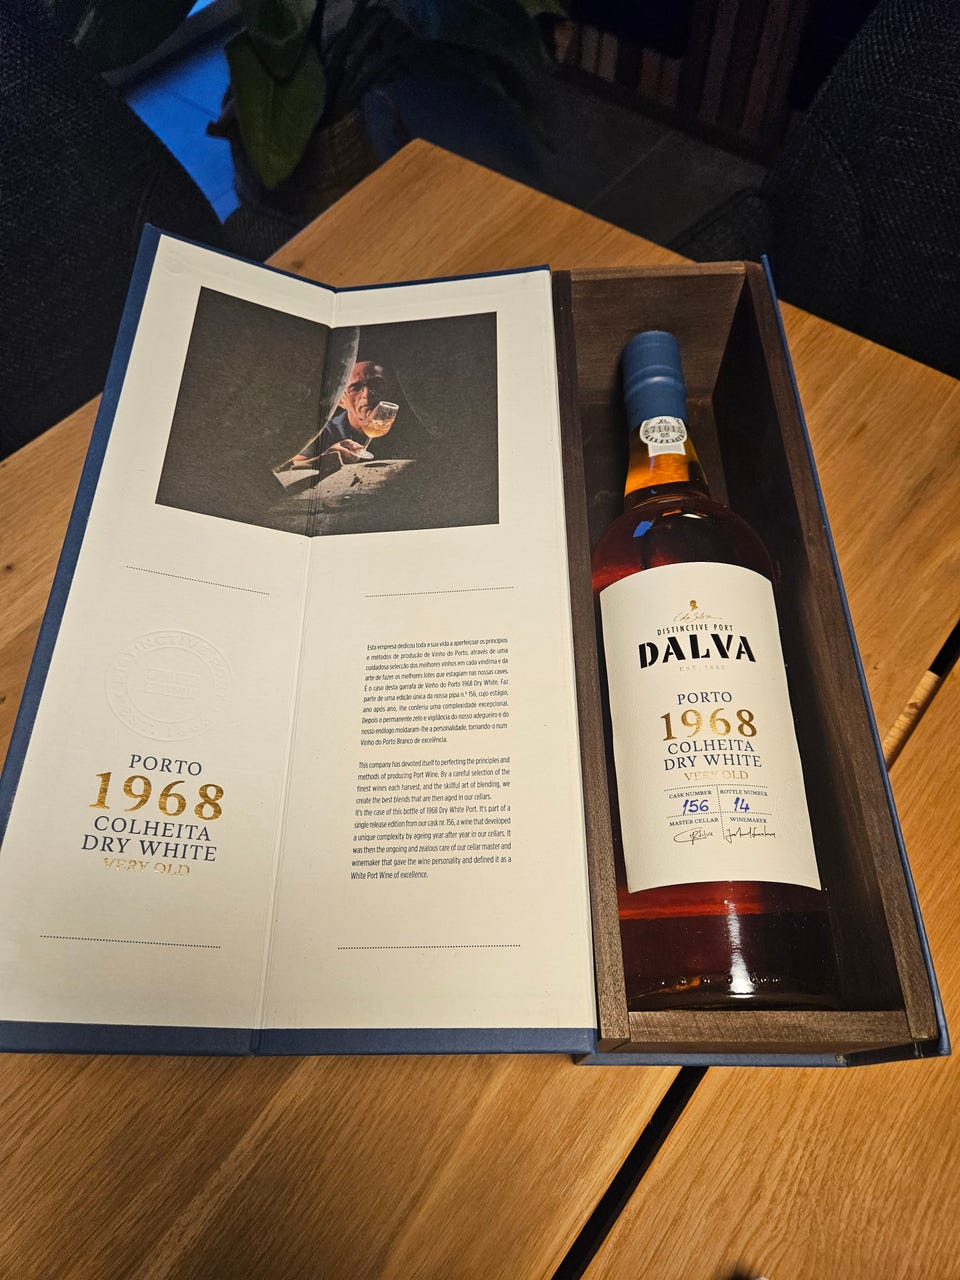 PORTO
1968
COLHEITA
DRY WHITE
VERY OLD
Esta empresa dedicou toda a sua vida a aperfeiçoar os princípios
e métodos de produção de Vinho do Porto, através de uma
cuidadosa selecção dos melhores vinhos em cada vindima e da
arte de fazer os melhores lotes que estagiam nas nossas caves.
É o caso desta garrafa de Vinho do Porto 1968 Dry White. Faz
parte de uma edição única da nossa pipa n.º 156, cujo estágio,
ano após ano, lhe conferiu uma complexidade excepcional.
Depois o permanente zelo e vigilância do nosso adegueiro e do
nosso enólogo moldaram-lhe a personalidade, tornando-o num
Vinho do Porto Branco de excelência.
This company has devoted itself to perfecting the principles and
methods of producing Port Wine. By a careful selection of the
finest wines each harvest, and the skillful art of blending, we
create the best blends that are then aged in our cellars.
It's the case of this bottle of 1968 Dry White Port. It's part of a
single release edition from our cask nr. 156, a wine that developed
a unique complexity by ageing year after year in our cellars. It
was then the ongoing and zealous care of our cellar master and
winemaker that gave the wine personality and defined it as a
White Port Wine of excellence.
DISTINCTIVE PORT
DALVA
EST. 1862
PORTO
1968
COLHEITA
DRY WHITE
VERY OLD
CASK NUMBER BOTTLE NUMBER
156 14
MASTER CELLAR WINEMAKER